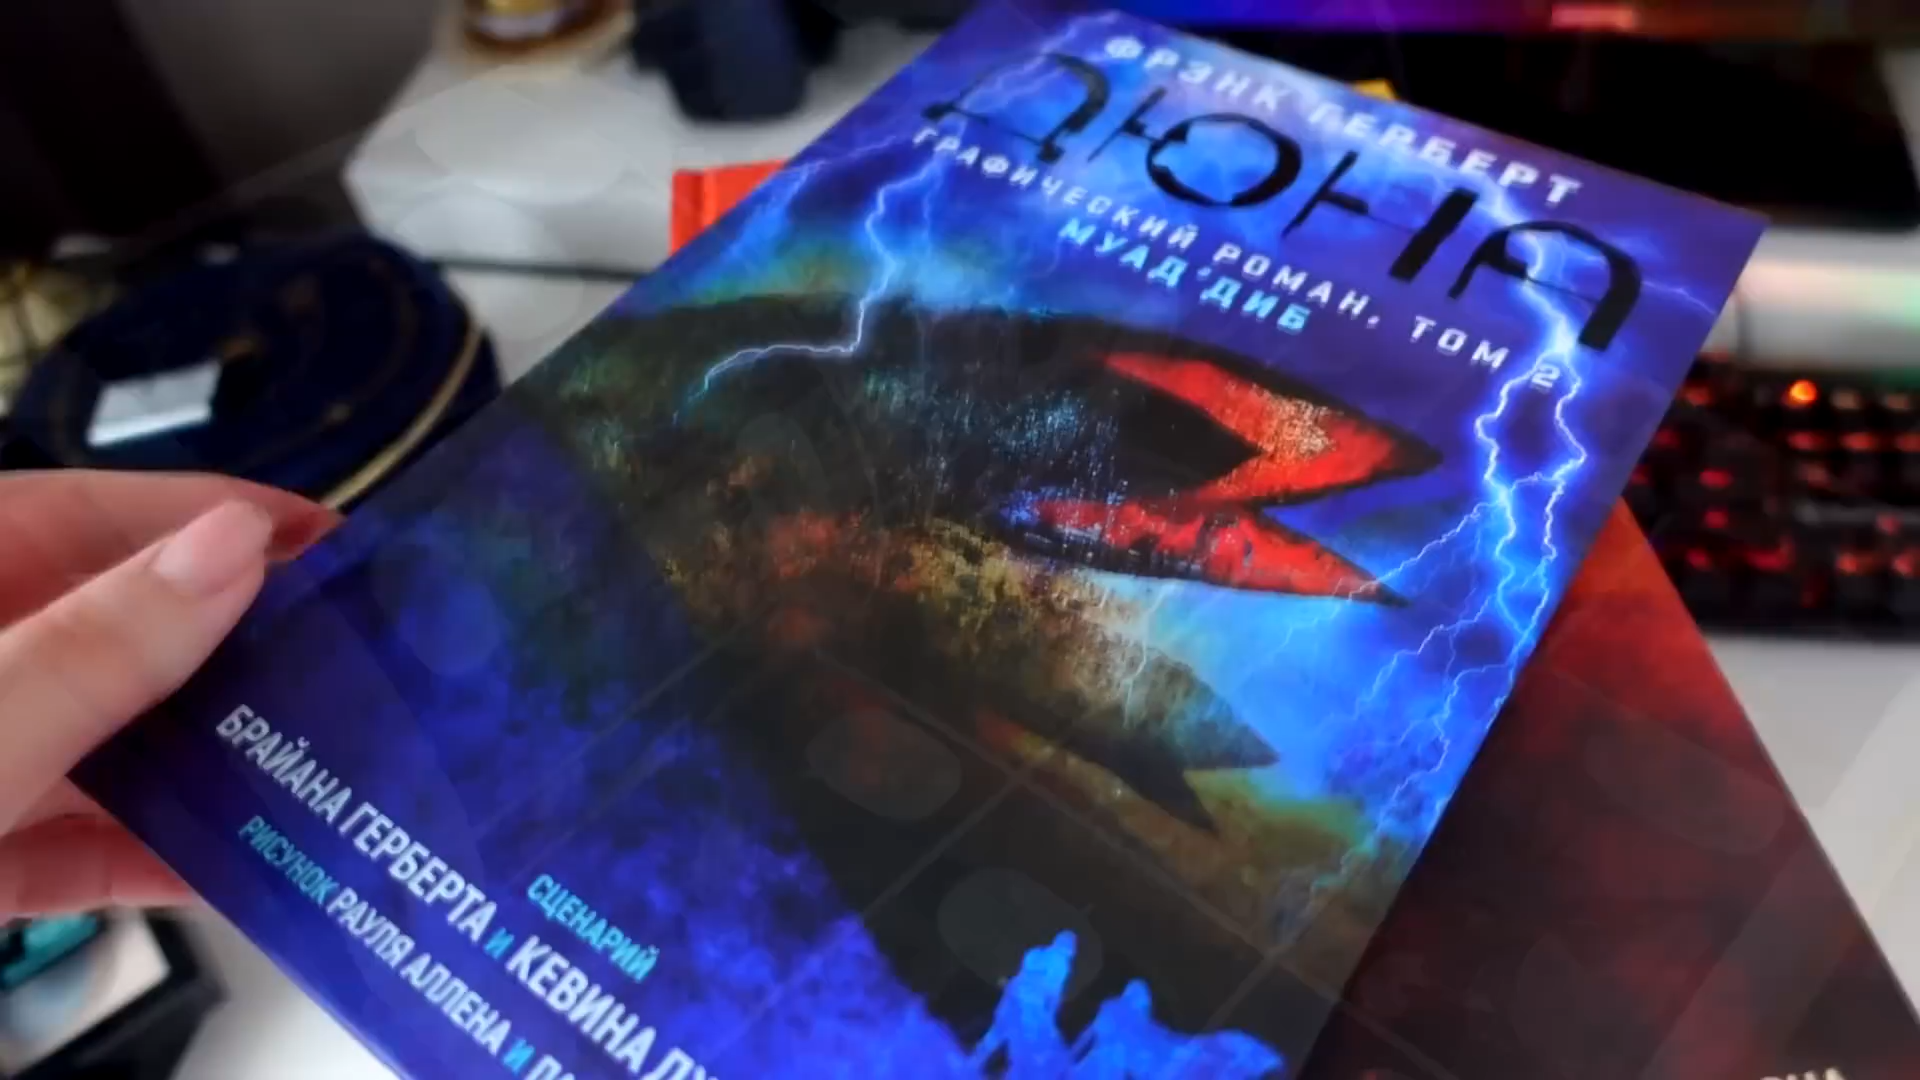 ФРЭНК ГЕРБЕРТ
ДЮНА
ГРАФИЧЕСКИЙ РОМАН, ТОМ 2
МУАД'ДИБ
СЦЕНАРИЙ
БРАЙАНА ГЕРБЕРТА И КЕВИНА
РИСУНОК РАУЛЯ АЛЛЕНА И